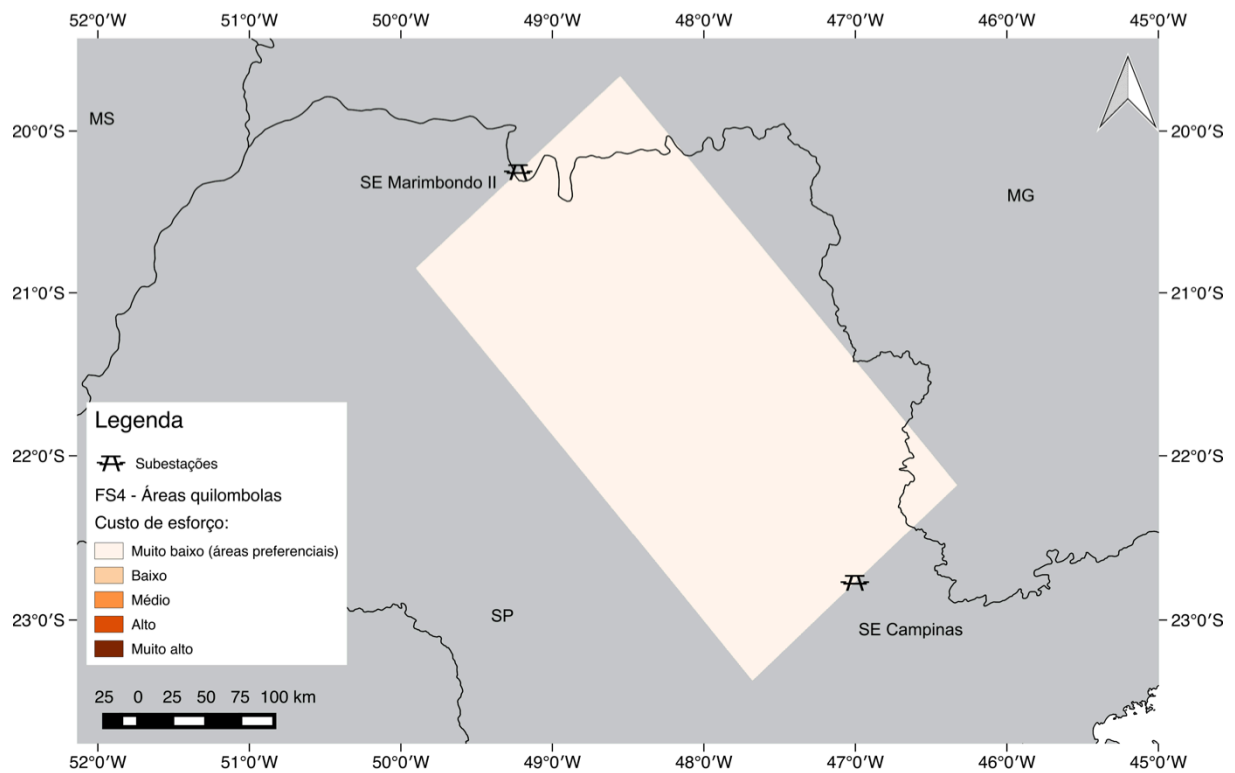 52°0′W 51°0′W 50°0′W 49°0′W 48°0′W 47°0′W 46°0′W 45°0′W
MS
20°0′S 20°0′S
SE Marimbondo II
MG
21°0′S 21°0′S
22°0′S 22°0′S
23°0′S 23°0′S
SP
SE Campinas
Legenda
Subestações
FS4 - Áreas quilombolas
Custo de esforço:
Muito baixo (áreas preferenciais)
Baixo
Médio
Alto
Muito alto
25 0 25 50 75 100 km
52°0′W 51°0′W 50°0′W 49°0′W 48°0′W 47°0′W 46°0′W 45°0′W